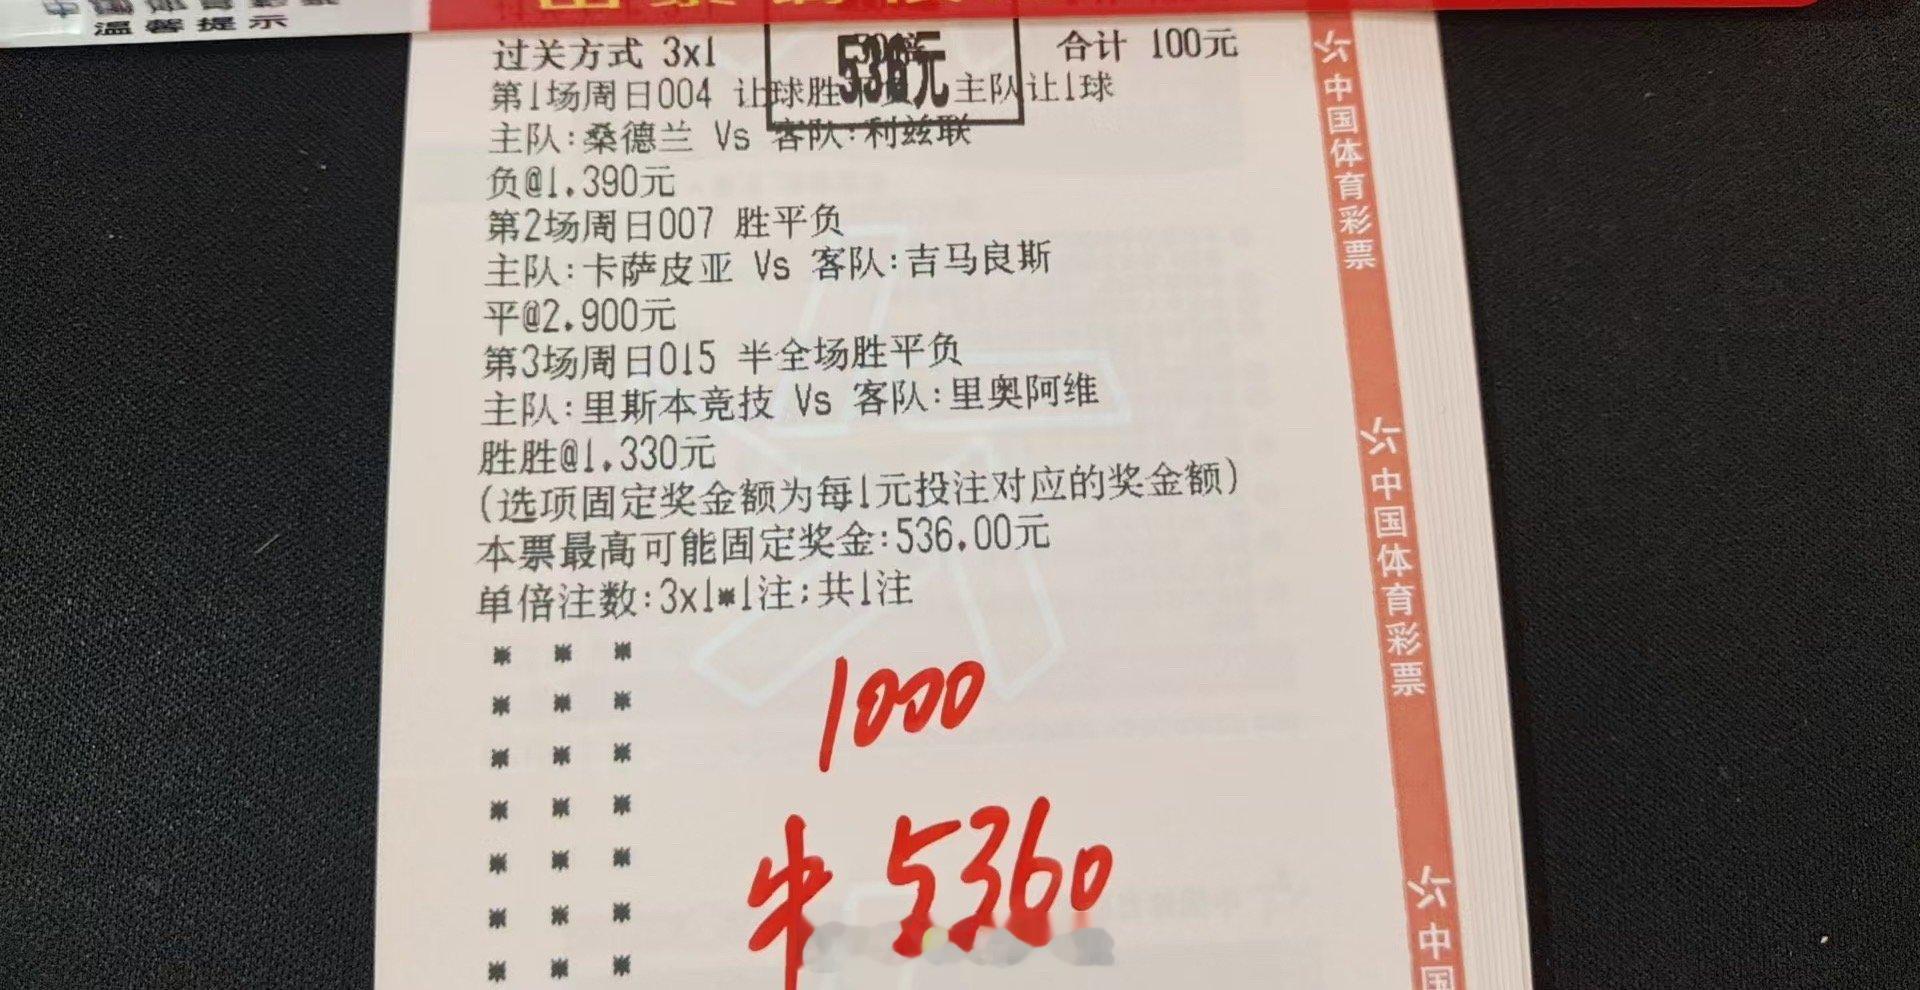 温馨提示
过关方式 3x1
合计 100元
536元
第1场周日004 让球胜平负 主队让1球
主队:桑德兰 Vs 客队:利兹联
负@1.390元
第2场周日007 胜平负
主队:卡萨皮亚 Vs 客队:吉马良斯
平@2.900元
第3场周日015 半全场胜平负
主队:里斯本竞技 Vs 客队:里奥阿维
胜胜@1.330元
(选项固定奖金额为每1元投注对应的奖金额)
本票最高可能固定奖金:536.00元
单倍注数:3x1*1注;共1注
1000
中 5360
中国体育彩票
中国体育彩票
中国